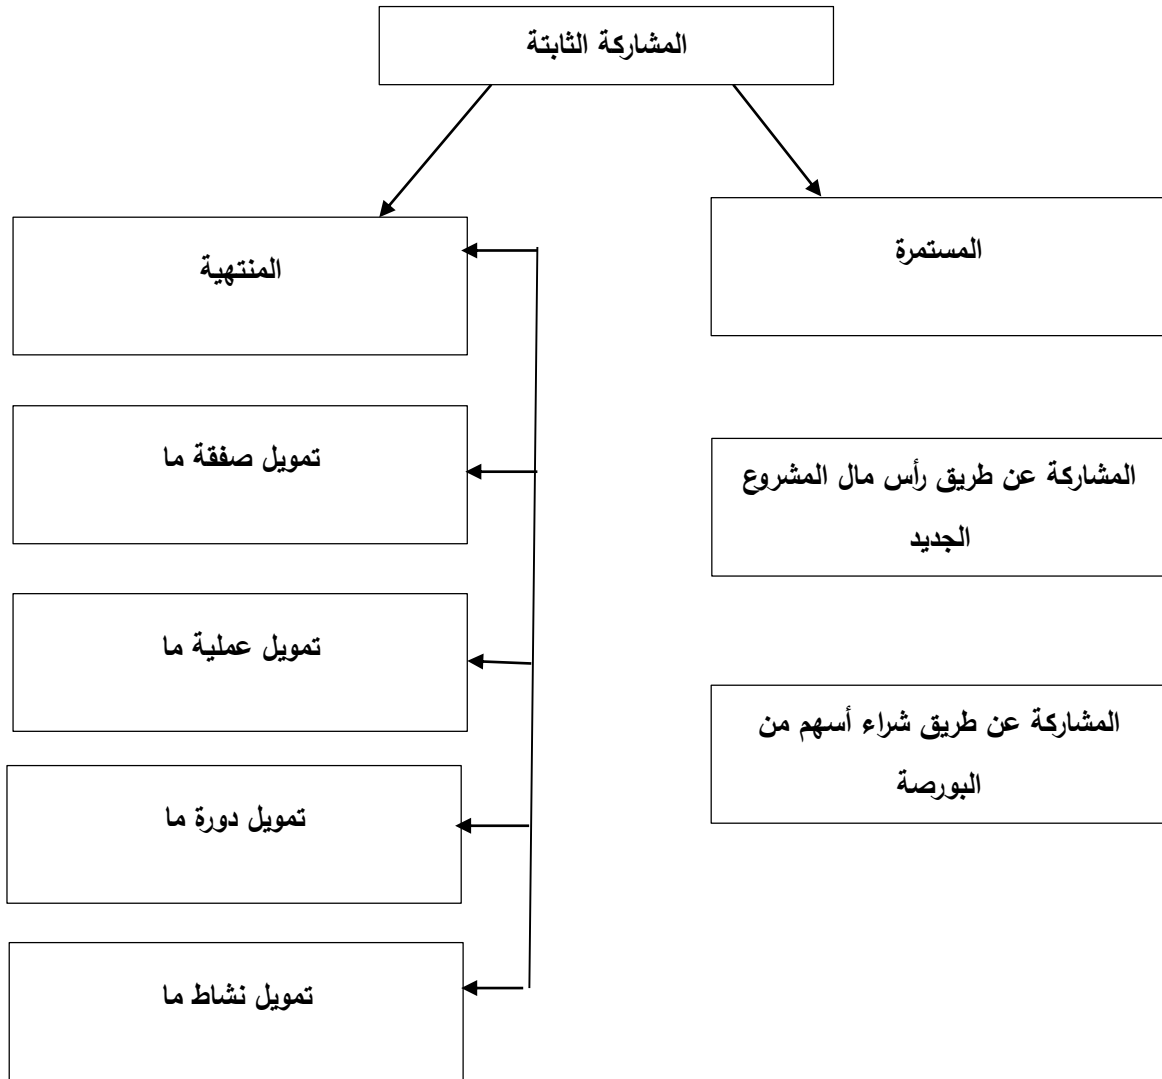 المشاركة الثابتة
المستمرة
المشاركة عن طريق رأس مال المشروع
الجديد
المشاركة عن طريق شراء أسهم من
البورصة
المنتهية
تمويل صفقة ما
تمويل عملية ما
تمويل دورة ما
تمويل نشاط ما